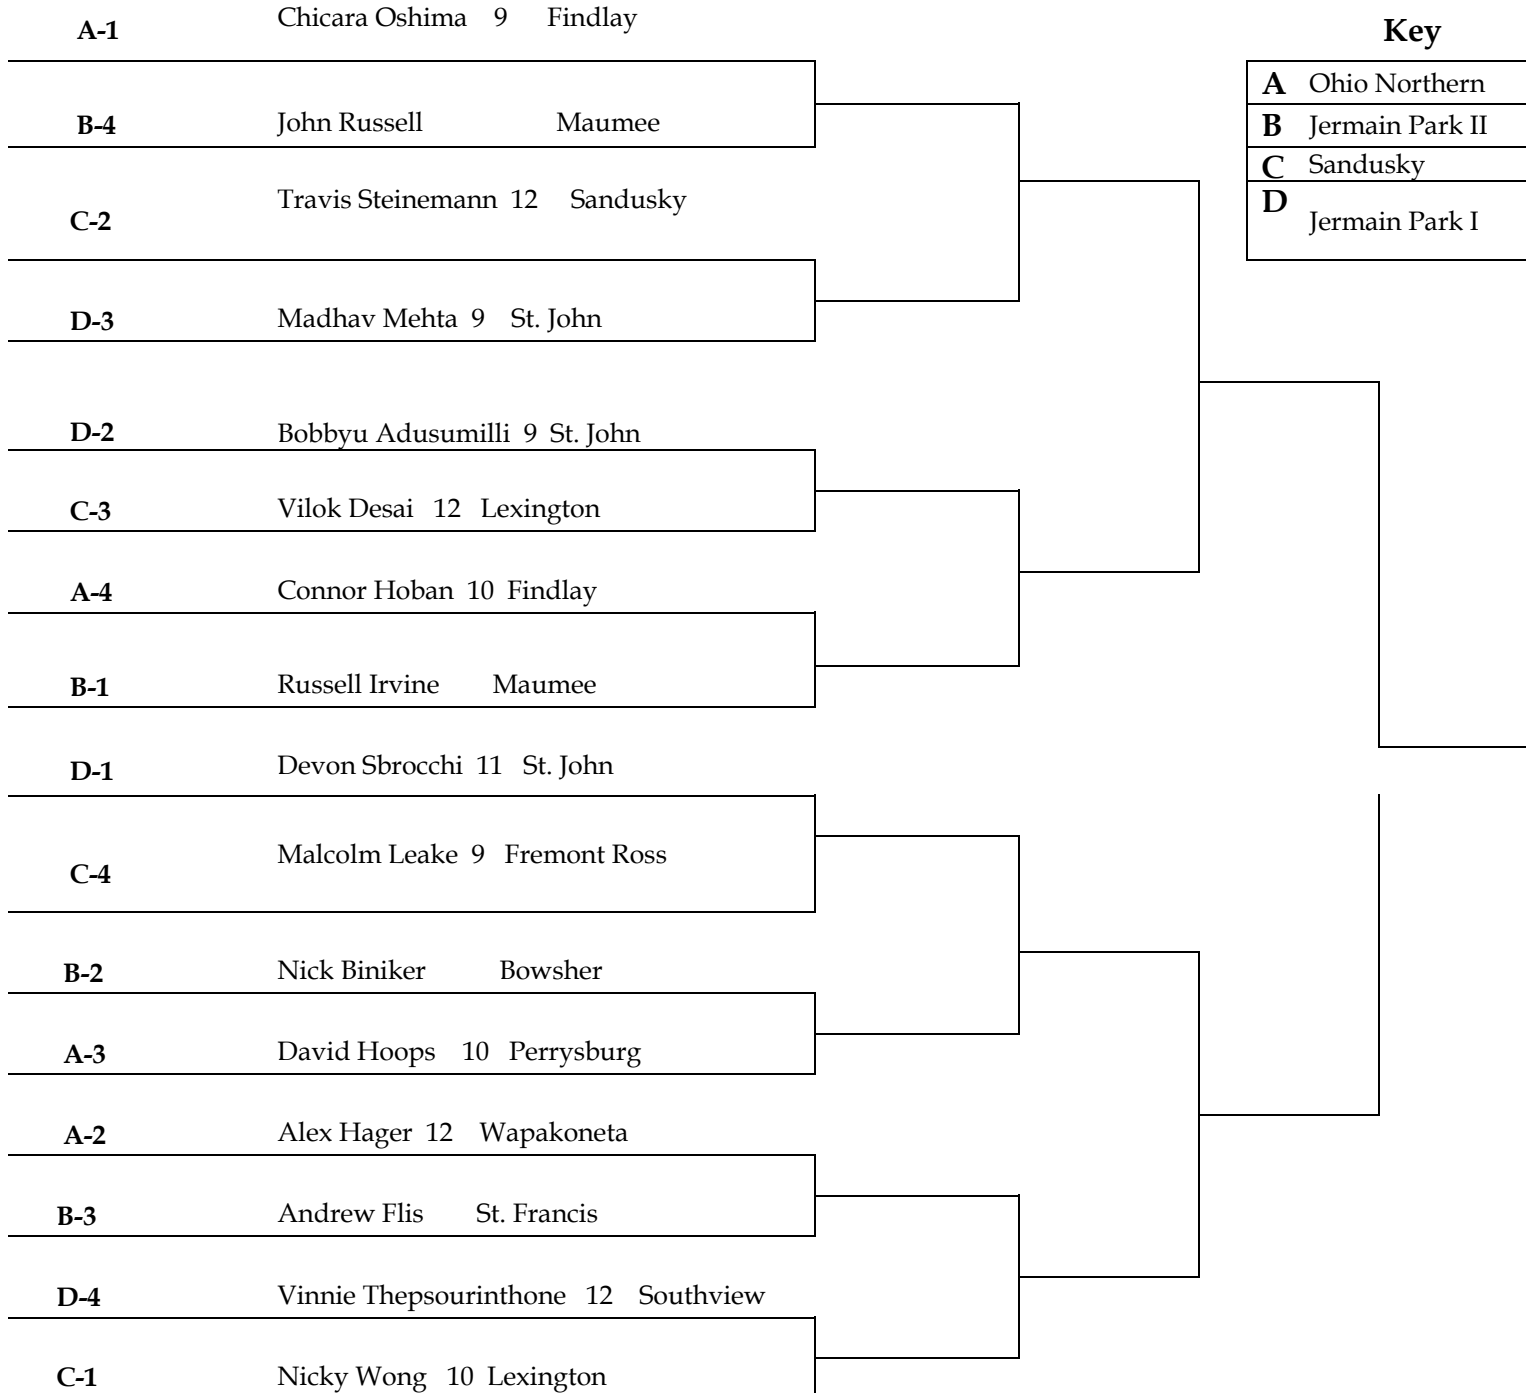 A-1 Chicara Oshima 9 Findlay
Key
A Ohio Northern
B-4 John Russell Maumee
B Jermain Park II
C Sandusky
C-2 Travis Steinemann 12 Sandusky
D Jermain Park I
D-3 Madhav Mehta 9 St. John
D-2 Bobbyu Adusumilli 9 St. John
C-3 Vilok Desai 12 Lexington
A-4 Connor Hoban 10 Findlay
B-1 Russell Irvine Maumee
D-1 Devon Sbrocchi 11 St. John
C-4 Malcolm Leake 9 Fremont Ross
B-2 Nick Biniker Bowsher
A-3 David Hoops 10 Perrysburg
A-2 Alex Hager 12 Wapakoneta
B-3 Andrew Flis St. Francis
D-4 Vinnie Thepsourinthone 12 Southview
C-1 Nicky Wong 10 Lexington